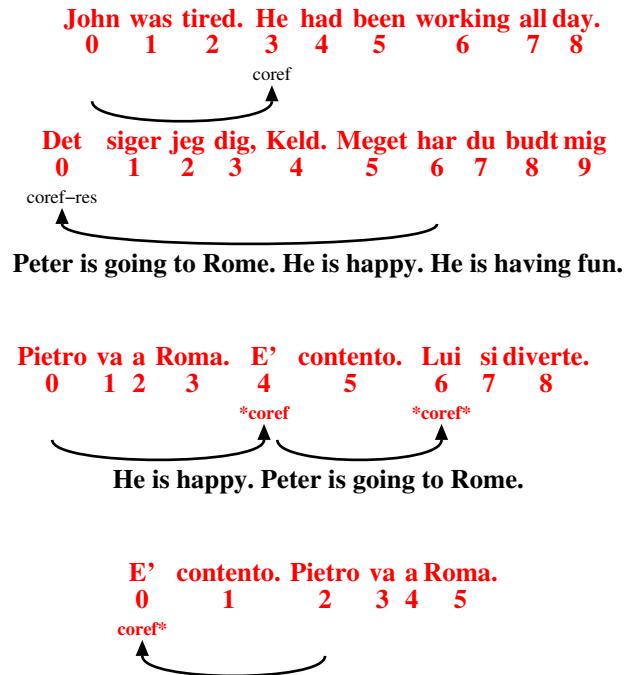 John was tired. He had been working all day.
0 1 2 3 4 5 6 7 8
coref
Det siger jeg dig, Keld. Meget har du budt mig
0 1 2 3 4 5 6 7 8 9
coref−res
Peter is going to Rome. He is happy. He is having fun.
Pietro va a Roma. E' contento. Lui si diverte.
0 1 2 3 4 5 6 7 8
*coref *coref*
He is happy. Peter is going to Rome.
E' contento. Pietro va a Roma.
0 1 2 3 4 5
coref*